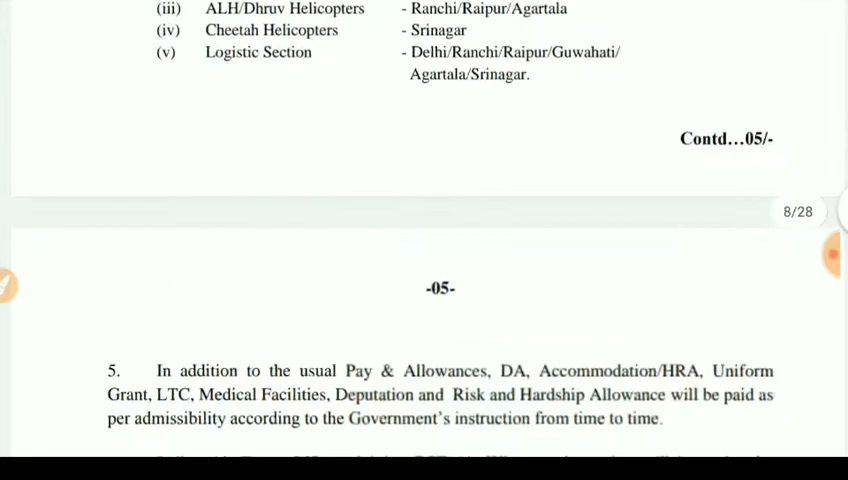 (iii) ALH/Dhruv Helicopters - Ranchi/Raipur/Agartala
(iv) Cheetah Helicopters - Srinagar
(v) Logistic Section - Delhi/Ranchi/Raipur/Guwahati/
Agartala/Srinagar.
Contd…05/-
8/28
-05-
5. In addition to the usual Pay & Allowances, DA, Accommodation/HRA, Uniform
Grant, LTC, Medical Facilities, Deputation and Risk and Hardship Allowance will be paid as
per admissibility according to the Government's instruction from time to time.